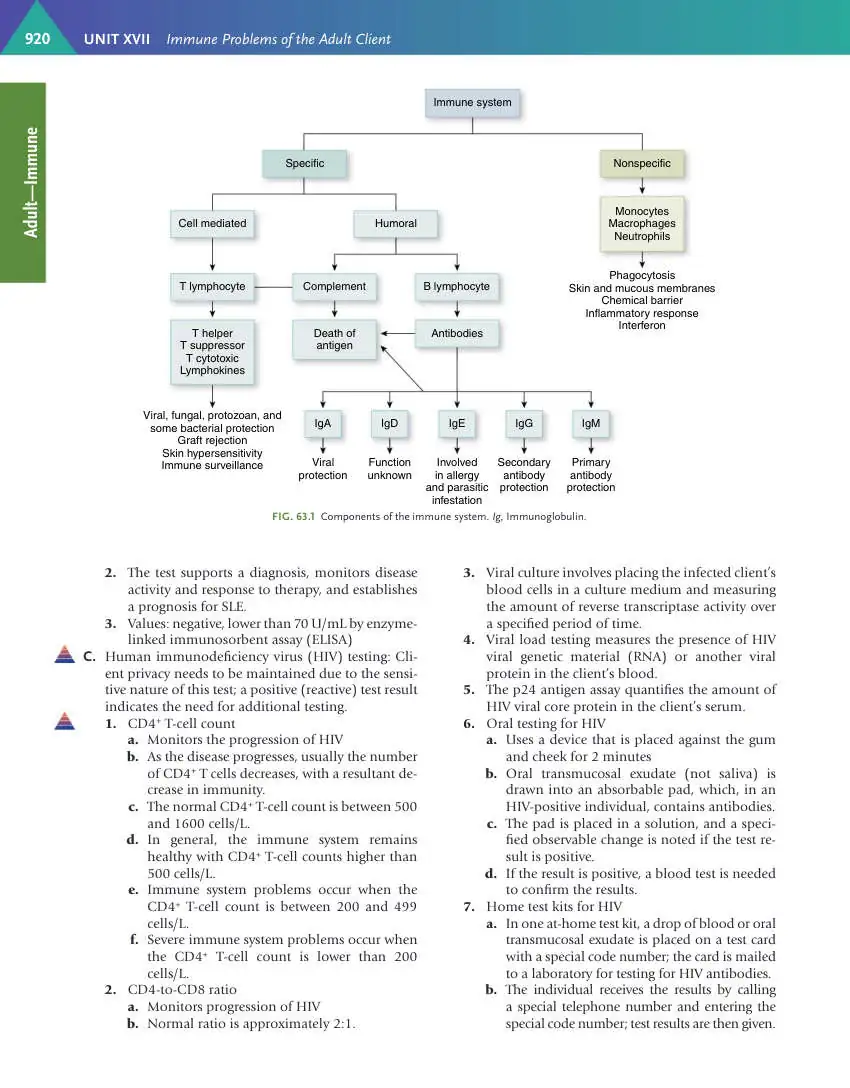 920
UNIT XVII Immune Problems of the Adult Client
Adult—Immune
Immune system
Specific
Nonspecific
Cell mediated
Humoral
Monocytes
Macrophages
Neutrophils
T lymphocyte
Complement
B lymphocyte
Phagocytosis
Skin and mucous membranes
Chemical barrier
Inflammatory response
Interferon
T helper
T suppressor
T cytotoxic
Lymphokines
Death of
antigen
Antibodies
Viral, fungal, protozoan, and
some bacterial protection
Graft rejection
Skin hypersensitivity
Immune surveillance
IgA
IgD
IgE
IgG
IgM
Viral
protection
Function
unknown
Involved
in allergy
and parasitic
infestation
Secondary
antibody
protection
Primary
antibody
protection
FIG. 63.1 Components of the immune system. Ig, Immunoglobulin.
2. The test supports a diagnosis, monitors disease
activity and response to therapy, and establishes
a prognosis for SLE.
3. Values: negative, lower than 70 U/mL by enzyme-
linked immunosorbent assay (ELISA)
C. Human immunodeficiency virus (HIV) testing: Cli-
ent privacy needs to be maintained due to the sensi-
tive nature of this test; a positive (reactive) test result
indicates the need for additional testing.
1. CD4+ T-cell count
a. Monitors the progression of HIV
b. As the disease progresses, usually the number
of CD4+ T cells decreases, with a resultant de-
crease in immunity.
c. The normal CD4+ T-cell count is between 500
and 1600 cells/L.
d. In general, the immune system remains
healthy with CD4+ T-cell counts higher than
500 cells/L.
e. Immune system problems occur when the
CD4+ T-cell count is between 200 and 499
cells/L.
f. Severe immune system problems occur when
the CD4+ T-cell count is lower than 200
cells/L.
2. CD4-to-CD8 ratio
a. Monitors progression of HIV
b. Normal ratio is approximately 2:1.
3. Viral culture involves placing the infected client's
blood cells in a culture medium and measuring
the amount of reverse transcriptase activity over
a specified period of time.
4. Viral load testing measures the presence of HIV
viral genetic material (RNA) or another viral
protein in the client's blood.
5. The p24 antigen assay quantifies the amount of
HIV viral core protein in the client's serum.
6. Oral testing for HIV
a. Uses a device that is placed against the gum
and cheek for 2 minutes
b. Oral transmucosal exudate (not saliva) is
drawn into an absorbable pad, which, in an
HIV-positive individual, contains antibodies.
c. The pad is placed in a solution, and a speci-
fied observable change is noted if the test re-
sult is positive.
d. If the result is positive, a blood test is needed
to confirm the results.
7. Home test kits for HIV
a. In one at-home test kit, a drop of blood or oral
transmucosal exudate is placed on a test card
with a special code number; the card is mailed
to a laboratory for testing for HIV antibodies.
b. The individual receives the results by calling
a special telephone number and entering the
special code number; test results are then given.